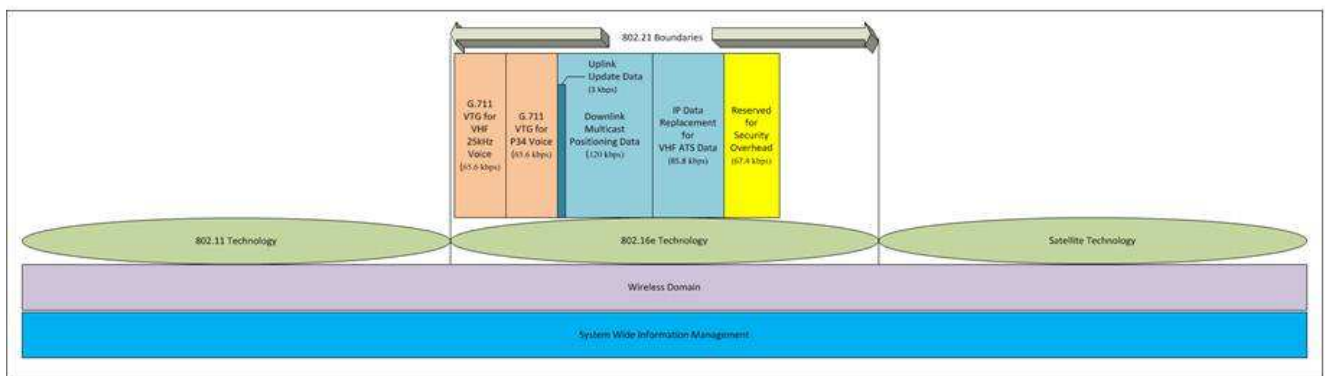 802.21 Boundaries
G.711
VTG for
VHF
25kHz
Voice
(65.6 kbps)
G.711
VTG for
P34 Voice
(65.6 kbps)
Uplink
Update Data
(3 kbps)
Downlink
Multicast
Positioning Data
(120 kbps)
IP Data
Replacement
for
VHF ATS Data
(85.8 kbps)
Reserved
for
Security
Overhead
(67.4 kbps)
802.11 Technology
802.16e Technology
Satellite Technology
Wireless Domain
System Wide Information Management